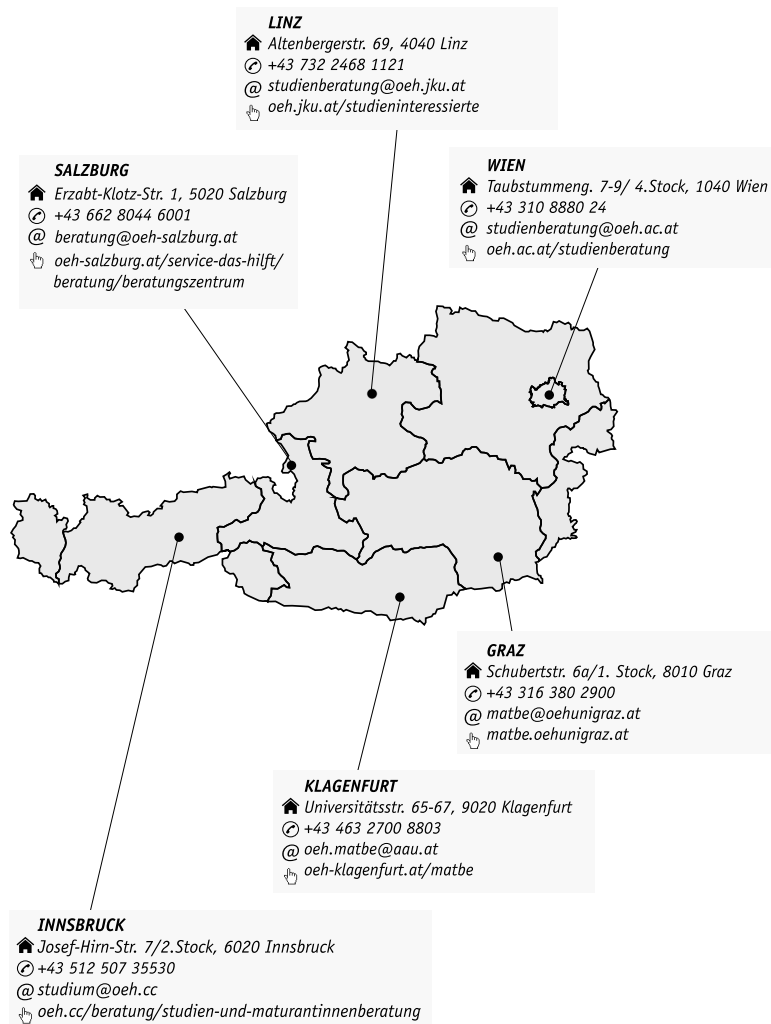 LINZ
Altenbergerstr. 69, 4040 Linz
+43 732 2468 1121
@ studienberatung@oeh.jku.at
oeh.jku.at/studieninteressierte
SALZBURG
Erzabt-Klotz-Str. 1, 5020 Salzburg
+43 662 8044 6001
@ beratung@oeh-salzburg.at
oeh-salzburg.at/service-das-hilft/
beratung/beratungszentrum
WIEN
Taubstummeng. 7-9/ 4.Stock, 1040 Wien
+43 310 8880 24
@ studienberatung@oeh.ac.at
oeh.ac.at/studienberatung
GRAZ
Schubertstr. 6a/1. Stock, 8010 Graz
+43 316 380 2900
@ matbe@oehunigraz.at
matbe.oehunigraz.at
KLAGENFURT
Universitätsstr. 65-67, 9020 Klagenfurt
+43 463 2700 8803
@ oeh.matbe@aau.at
oeh-klagenfurt.at/matbe
INNSBRUCK
Josef-Hirn-Str. 7/2.Stock, 6020 Innsbruck
+43 512 507 35530
@ studium@oeh.cc
oeh.cc/beratung/studien-und-maturantinnenberatung